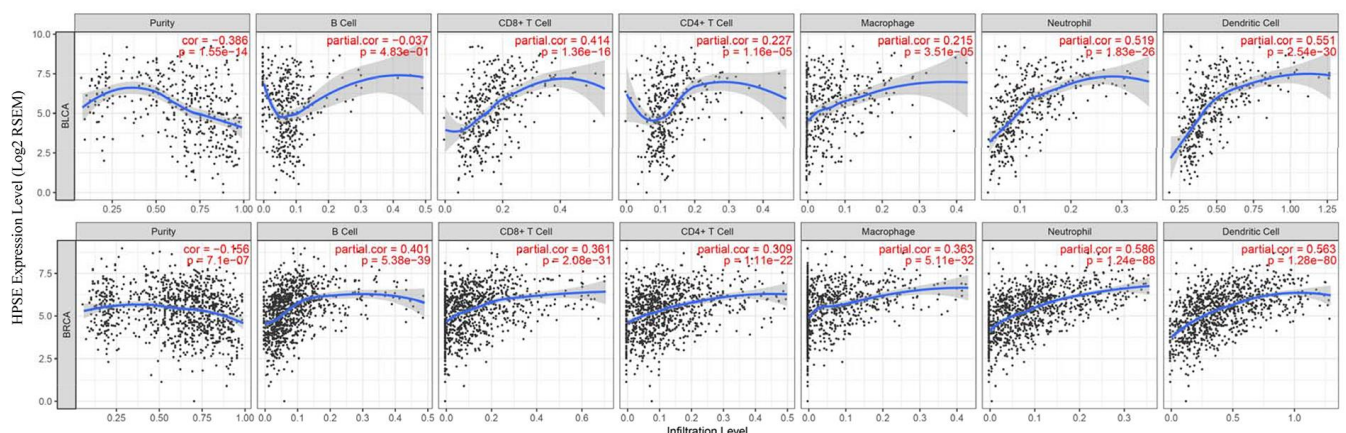 Purity B Cell CD8+ T Cell CD4+ T Cell Macrophage Neutrophil Dendritic Cell
cor = −0.386 partial.cor = −0.037 partial.cor = 0.414 partial.cor = 0.227 partial.cor = 0.215 partial.cor = 0.519 partial.cor = 0.551
p = 1.55e−14 p = 4.83e−01 p = 1.36e−16 p = 1.16e−05 p = 3.51e−05 p = 1.83e−26 p = 2.54e−30
10.0
7.5
5.0
2.5
0.0
BLCA
0.25 0.50 0.75 1.00 0.0 0.1 0.2 0.3 0.4 0.5 0.0 0.2 0.4 0.0 0.1 0.2 0.3 0.4 0.0 0.1 0.2 0.3 0.4 0.1 0.2 0.3 0.25 0.50 0.75 1.00 1.25
HPSE Expression Level (Log2 RSEM)
Purity B Cell CD8+ T Cell CD4+ T Cell Macrophage Neutrophil Dendritic Cell
cor = −0.156 partial.cor = 0.401 partial.cor = 0.361 partial.cor = 0.309 partial.cor = 0.363 partial.cor = 0.586 partial.cor = 0.563
p = 7.1e−07 p = 5.38e−39 p = 2.08e−31 p = 1.11e−22 p = 5.11e−32 p = 1.24e−88 p = 1.28e−80
7.5
5.0
2.5
0.0
BRCA
0.25 0.50 0.75 1.00 0.0 0.1 0.2 0.3 0.4 0.5 0.0 0.2 0.4 0.6 0.0 0.1 0.2 0.3 0.4 0.5 0.0 0.1 0.2 0.3 0.4 0.0 0.1 0.2 0.3 0.0 0.5 1.0
Infiltration Level